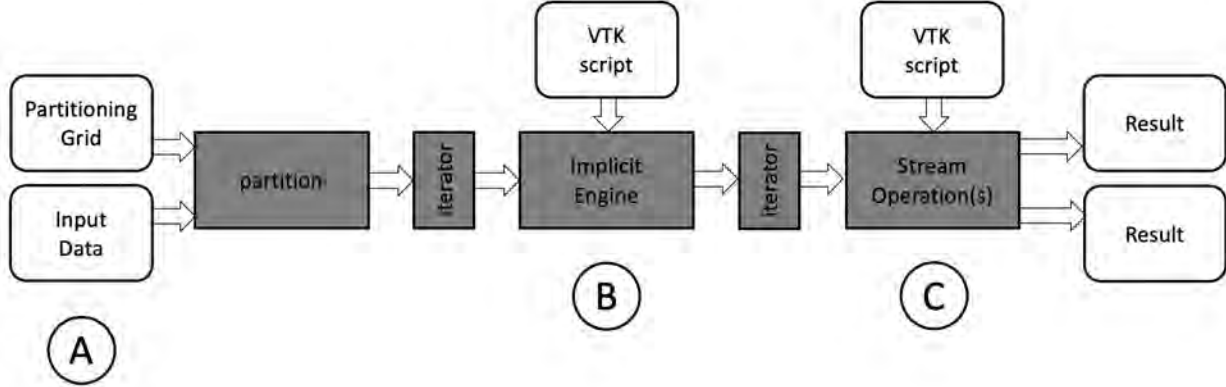 VTK
script
VTK
script
Partitioning
Grid
Input
Data
partition
iterator
Implicit
Engine
iterator
Stream
Operation(s)
Result
Result
A
B
C